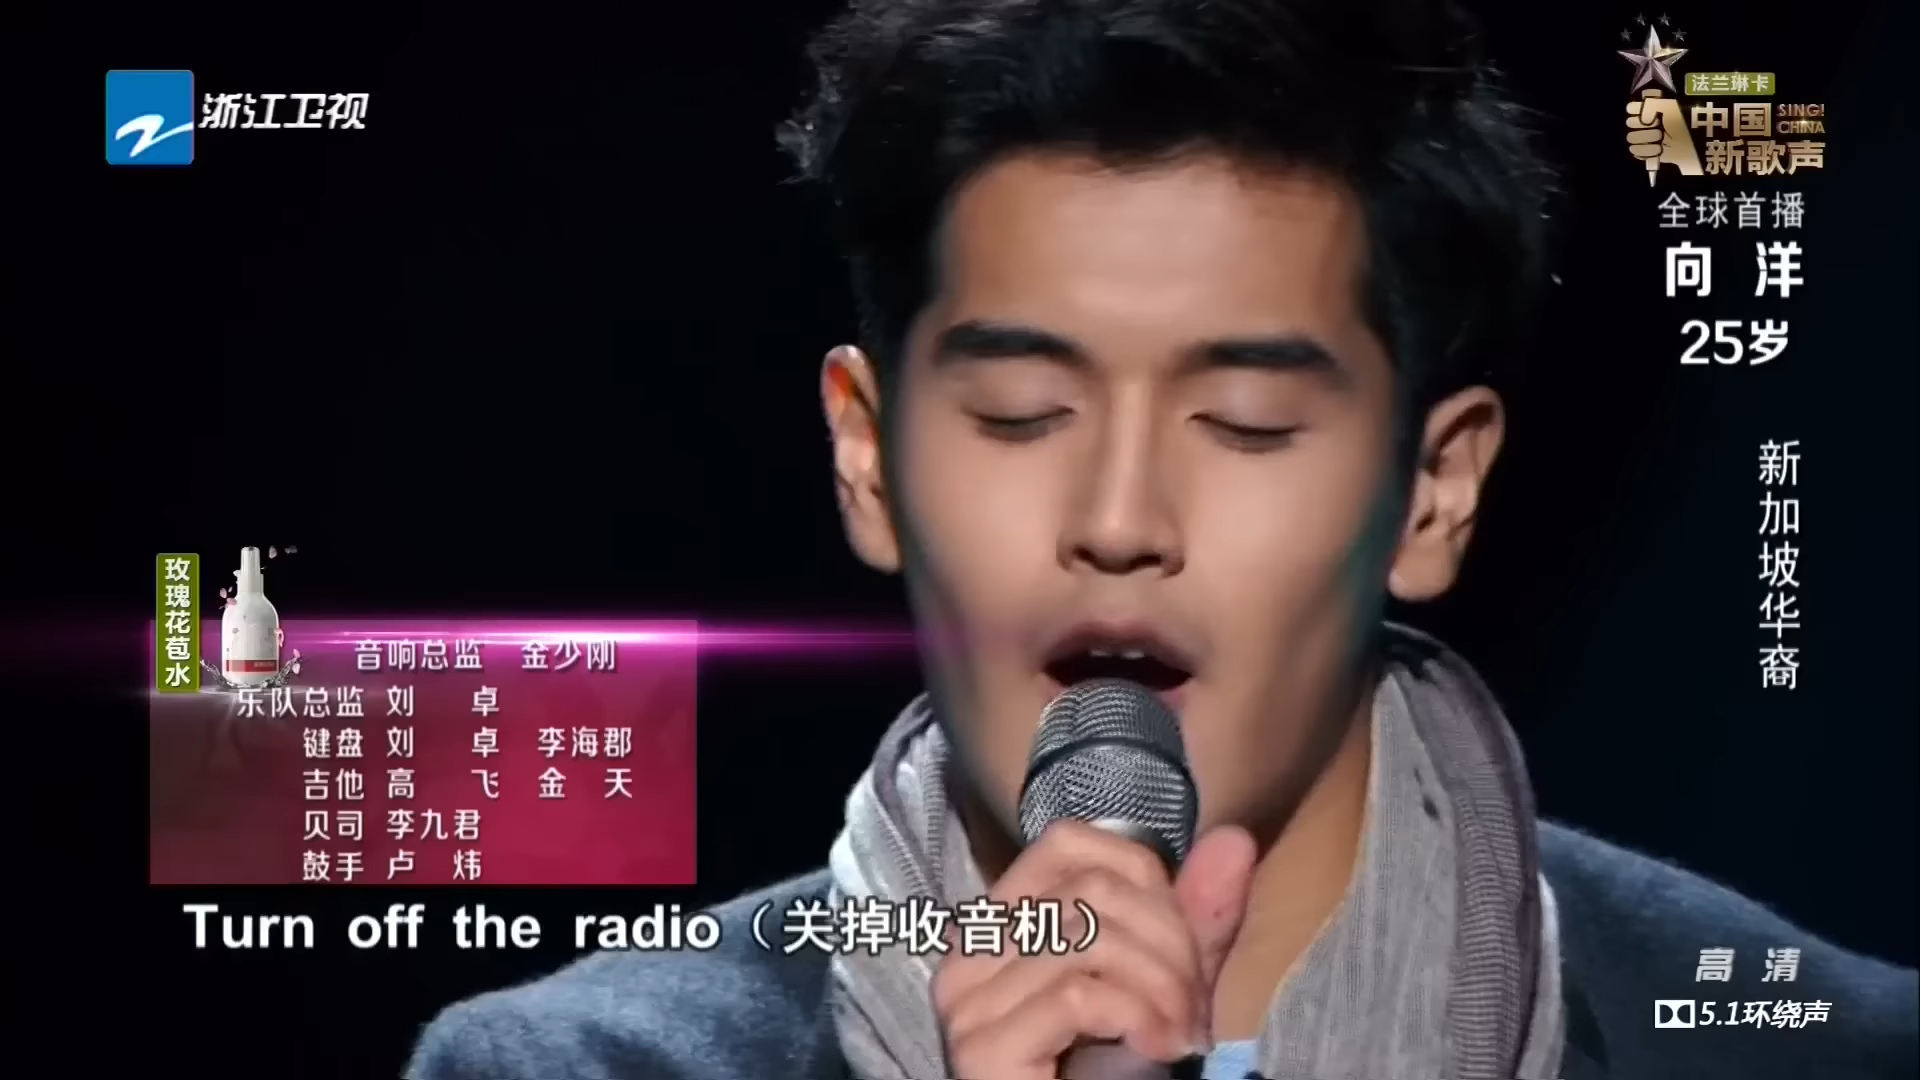 浙江卫视
法兰琳卡
中国
SING!
CHINA
新歌声
全球首播
向 洋
25岁
新加坡华裔
玫瑰花苞水
音响总监 金少刚
乐队总监 刘 卓
键盘 刘 卓 李海郡
吉他 高 飞 金 天
贝司 李九君
鼓手 卢 炜
Turn off the radio（关掉收音机）
高 清
5.1环绕声